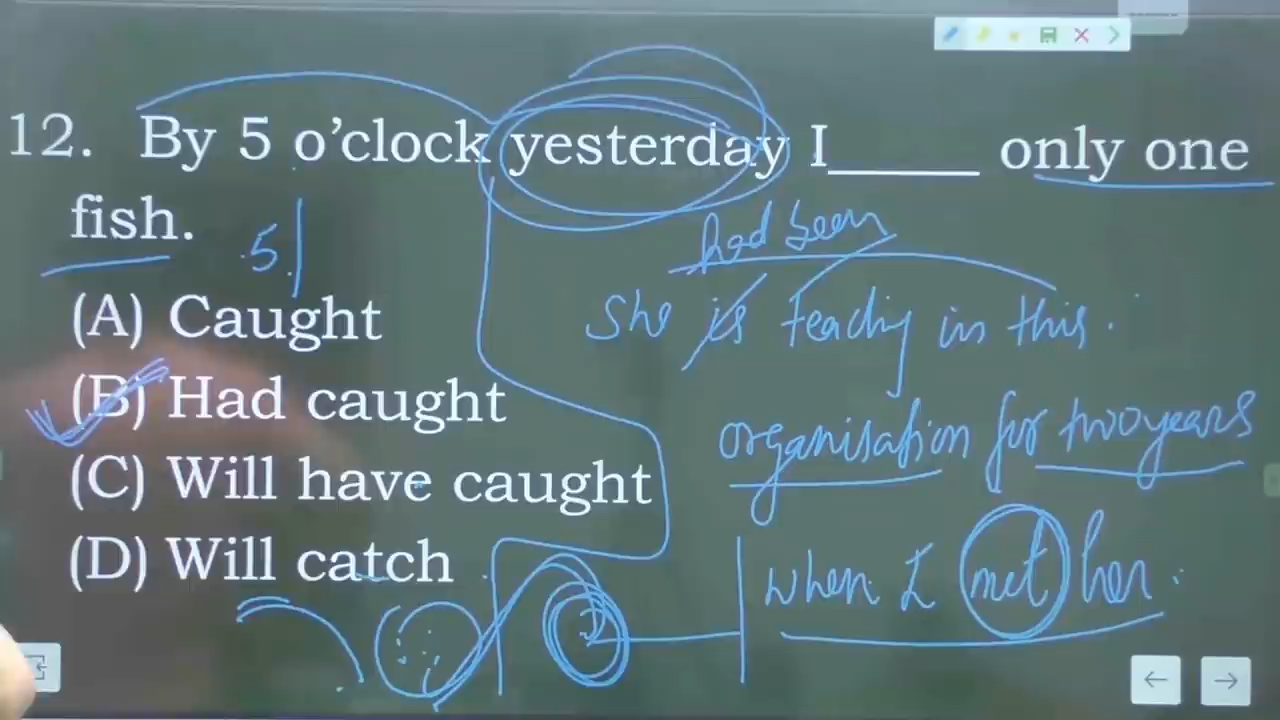 12. By 5 o'clock yesterday I_____ only one
fish.
5
had been
(A) Caught
She is teaching in this.
(B) Had caught
organisation for two years
(C) Will have caught
(D) Will catch
when I met her.